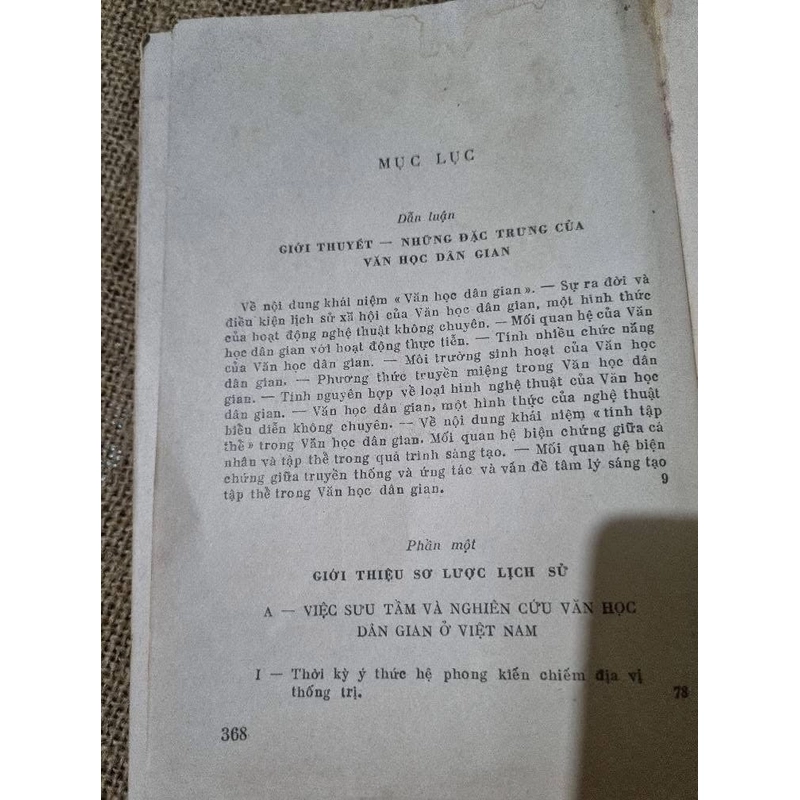 MỤC LỤC
Dẫn luận
GIỚI THUYẾT — NHỮNG ĐẶC TRƯNG CỦA
VĂN HỌC DÂN GIAN
Về nội dung khái niệm « Văn học dân gian ». — Sự ra đời và
điều kiện lịch sử xã hội của Văn học dân gian, một hình thức
của hoạt động nghệ thuật không chuyên. — Mối quan hệ của Văn
học dân gian với hoạt động thực tiễn. — Tính nhiều chức năng
của Văn học dân gian. — Môi trường sinh hoạt của Văn học
dân gian. — Phương thức truyền miệng trong Văn học dân
gian. — Tính nguyên hợp về loại hình nghệ thuật của Văn học
dân gian. — Văn học dân gian, một hình thức của nghệ thuật
biểu diễn không chuyên. — Về nội dung khái niệm « tính tập
thể » trong Văn học dân gian. Mối quan hệ biện chứng giữa cá
nhân và tập thể trong quá trình sáng tạo. — Mối quan hệ biện
chứng giữa truyền thống và ứng tác và vấn đề tâm lý sáng tạo
tập thể trong Văn học dân gian. 9
Phần một
GIỚI THIỆU SƠ LƯỢC LỊCH SỬ
A — VIỆC SƯU TẦM VÀ NGHIÊN CỨU VĂN HỌC
DÂN GIAN Ở VIỆT NAM
I — Thời kỳ ý thức hệ phong kiến chiếm địa vị
thống trị. 78
368